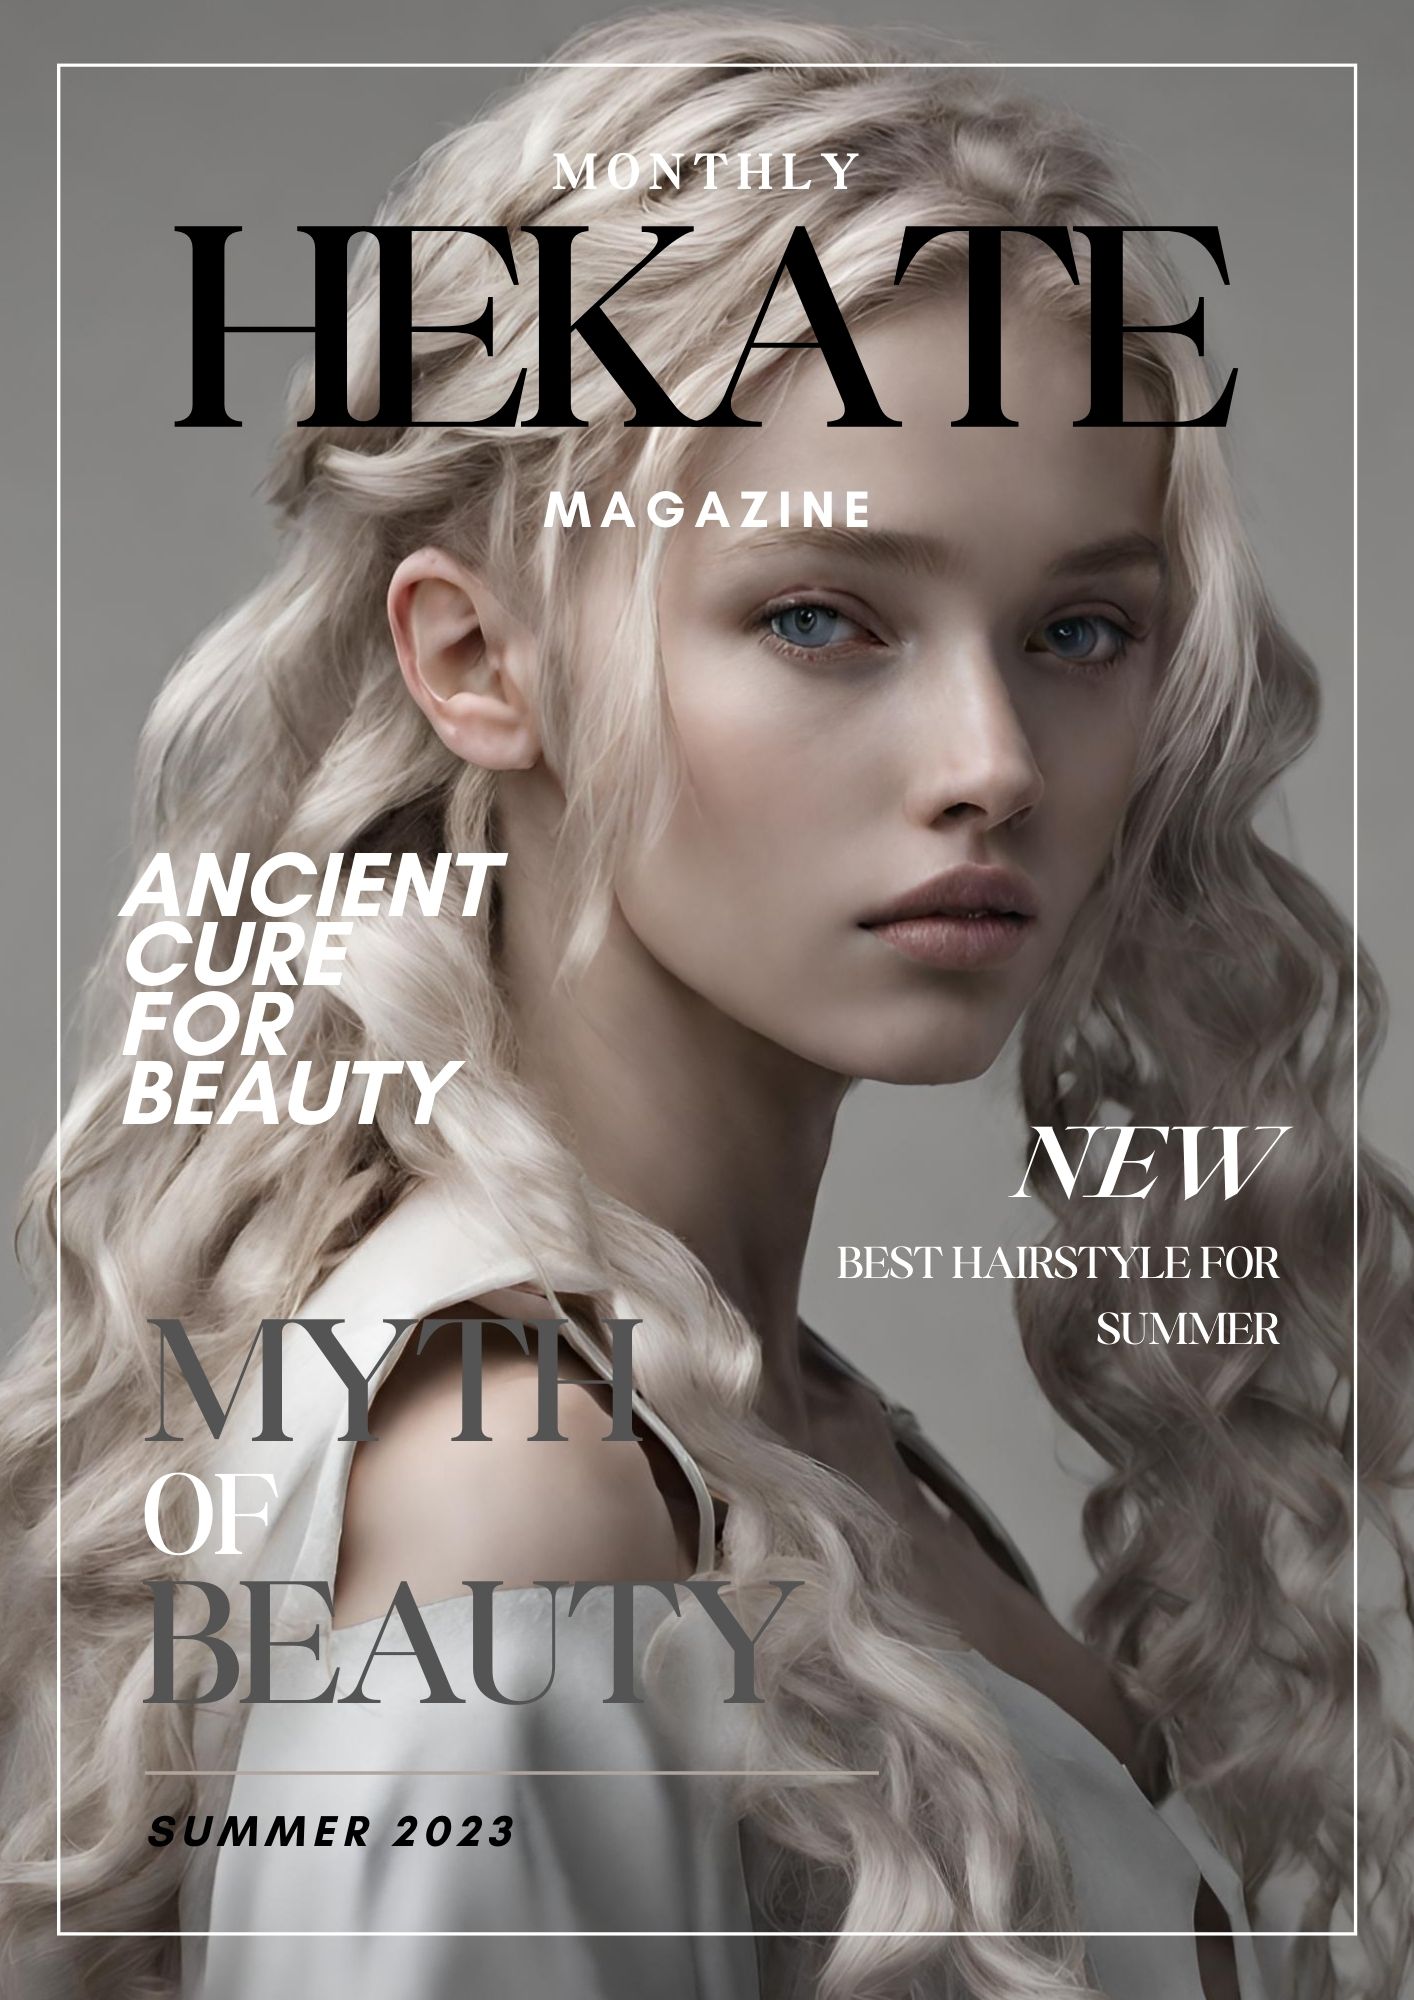 MONTHLY
HEKATE
MAGAZINE
ANCIENT
CURE
FOR
BEAUTY
NEW
BEST HAIRSTYLE FOR
SUMMER
MYTH
OF
BEAUTY
SUMMER 2023